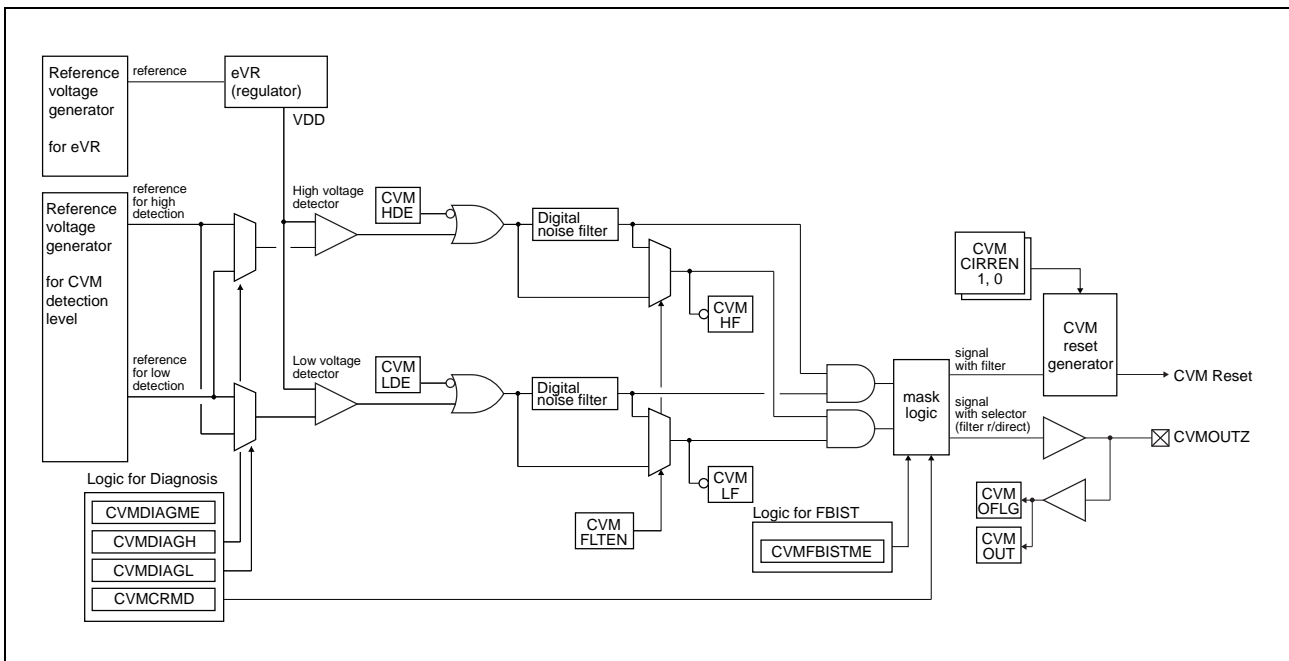 Reference
voltage
generator
for eVR
reference
eVR
(regulator)
VDD
Reference
voltage
generator
for CVM
detection
level
reference
for high
detection
reference
for low
detection
High voltage
detector
CVM
HDE
Digital
noise filter
CVM
HF
Low voltage
detector
CVM
LDE
Digital
noise filter
CVM
LF
CVM
FLTEN
Logic for Diagnosis
CVMDIAGME
CVMDIAGH
CVMDIAGL
CVMCRMD
Logic for FBIST
CVMFBISTME
mask
logic
signal
with filter
signal
with selector
(filter r/direct)
CVM
CIRREN
1, 0
CVM
reset
generator
CVM Reset
CVMOUTZ
CVM
OFLG
CVM
OUT